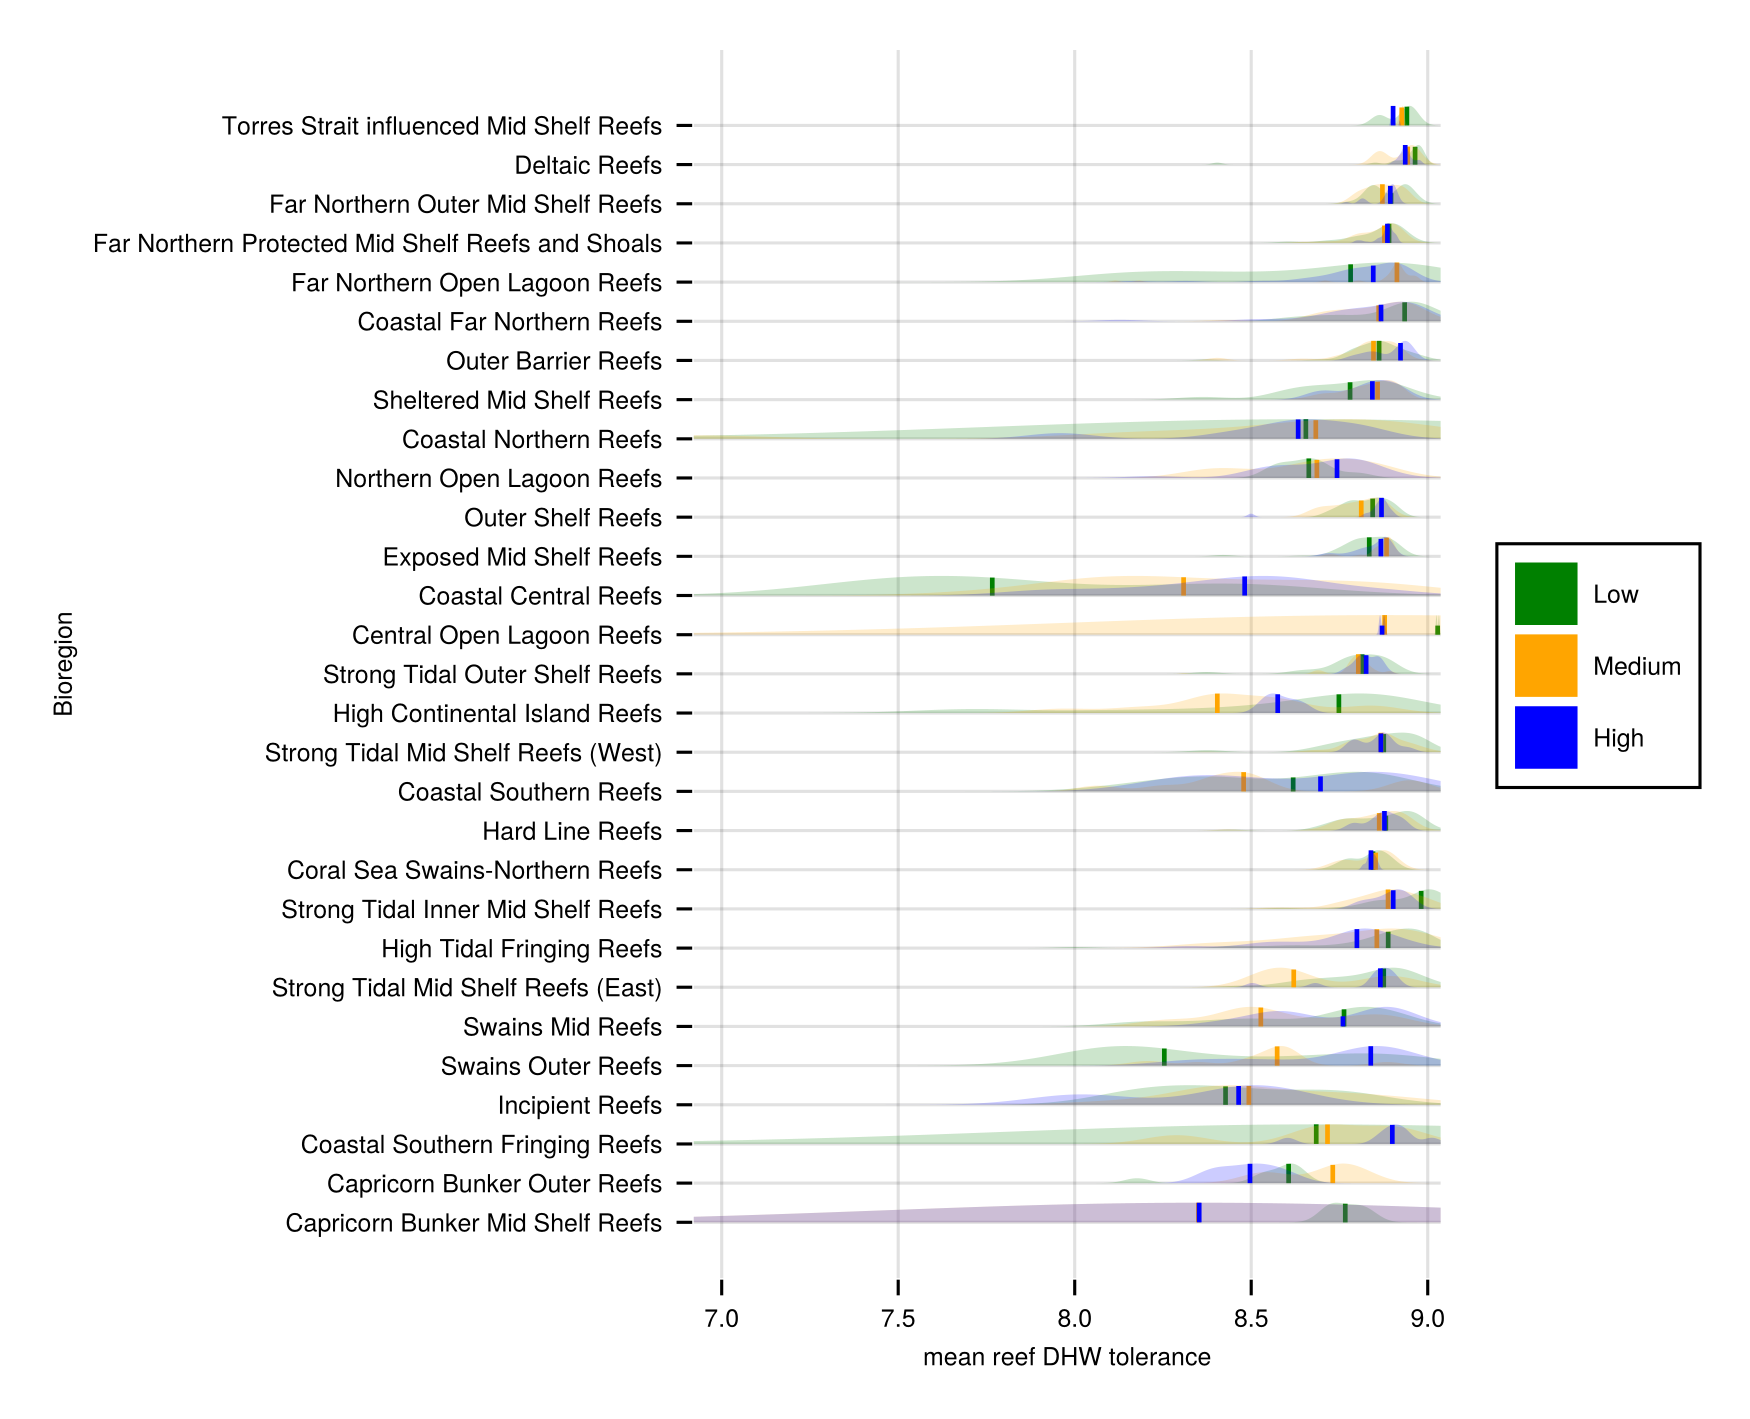 Torres Strait influenced Mid Shelf Reefs
Deltaic Reefs
Far Northern Outer Mid Shelf Reefs
Far Northern Protected Mid Shelf Reefs and Shoals
Far Northern Open Lagoon Reefs
Coastal Far Northern Reefs
Outer Barrier Reefs
Sheltered Mid Shelf Reefs
Coastal Northern Reefs
Northern Open Lagoon Reefs
Outer Shelf Reefs
Exposed Mid Shelf Reefs
Coastal Central Reefs
Central Open Lagoon Reefs
Strong Tidal Outer Shelf Reefs
High Continental Island Reefs
Strong Tidal Mid Shelf Reefs (West)
Coastal Southern Reefs
Hard Line Reefs
Coral Sea Swains-Northern Reefs
Strong Tidal Inner Mid Shelf Reefs
High Tidal Fringing Reefs
Strong Tidal Mid Shelf Reefs (East)
Swains Mid Reefs
Swains Outer Reefs
Incipient Reefs
Coastal Southern Fringing Reefs
Capricorn Bunker Outer Reefs
Capricorn Bunker Mid Shelf Reefs
Bioregion
7.0 7.5 8.0 8.5 9.0
mean reef DHW tolerance
Low
Medium
High